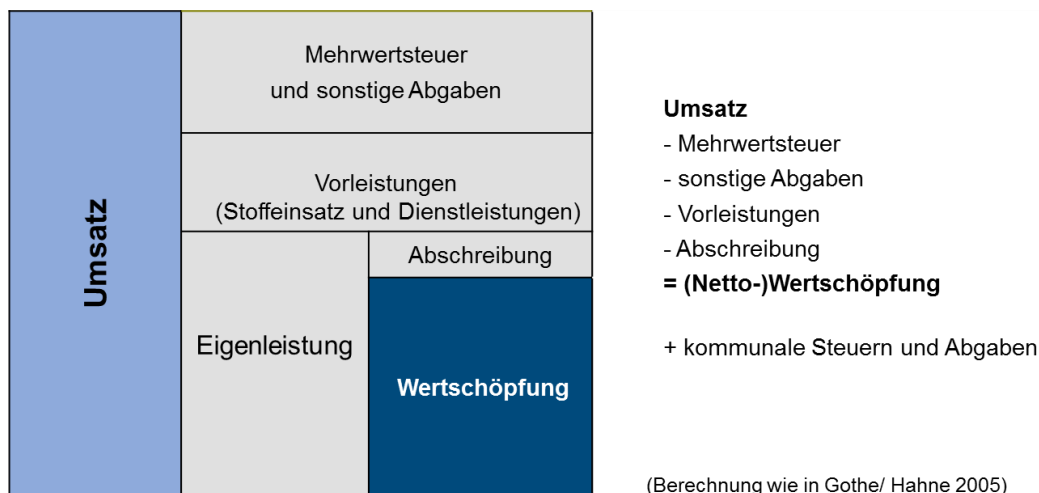 Umsatz
Mehrwertsteuer
und sonstige Abgaben
Vorleistungen
(Stoffeinsatz und Dienstleistungen)
Eigenleistung
Abschreibung
Wertschöpfung
Umsatz
- Mehrwertsteuer
- sonstige Abgaben
- Vorleistungen
- Abschreibung
= (Netto-)Wertschöpfung
+ kommunale Steuern und Abgaben
(Berechnung wie in Gothe/ Hahne 2005)